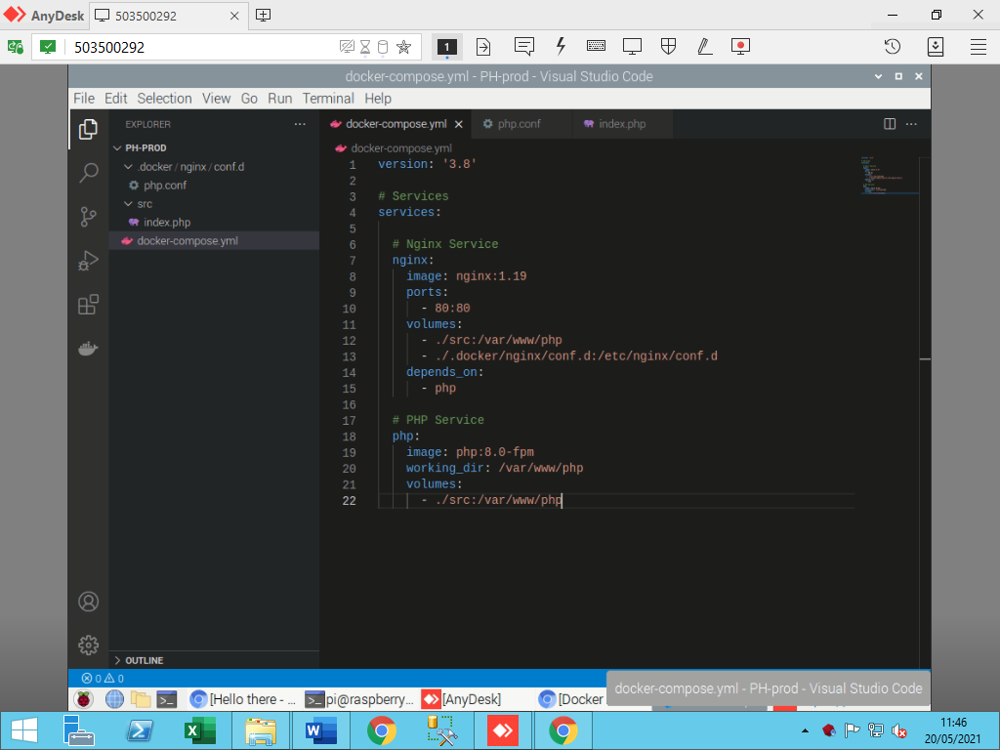 AnyDesk
503500292
503500292
1
docker-compose.yml - PH-prod - Visual Studio Code
File Edit Selection View Go Run Terminal Help
EXPLORER
PH-PROD
.docker / nginx / conf.d
php.conf
src
index.php
docker-compose.yml
OUTLINE
docker-compose.yml
php.conf
index.php
docker-compose.yml
1 version: '3.8'
2
3 # Services
4 services:
5
6 # Nginx Service
7 nginx:
8 image: nginx:1.19
9 ports:
10 - 80:80
11 volumes:
12 - ./src:/var/www/php
13 - ./.docker/nginx/conf.d:/etc/nginx/conf.d
14 depends_on:
15 - php
16
17 # PHP Service
18 php:
19 image: php:8.0-fpm
20 working_dir: /var/www/php
21 volumes:
22 - ./src:/var/www/php
0 0
docker-compose.yml - PH-prod - Visual Studio Code
[Hello there - ...
pi@raspberry...
[AnyDesk]
[Docker
11:46
20/05/2021